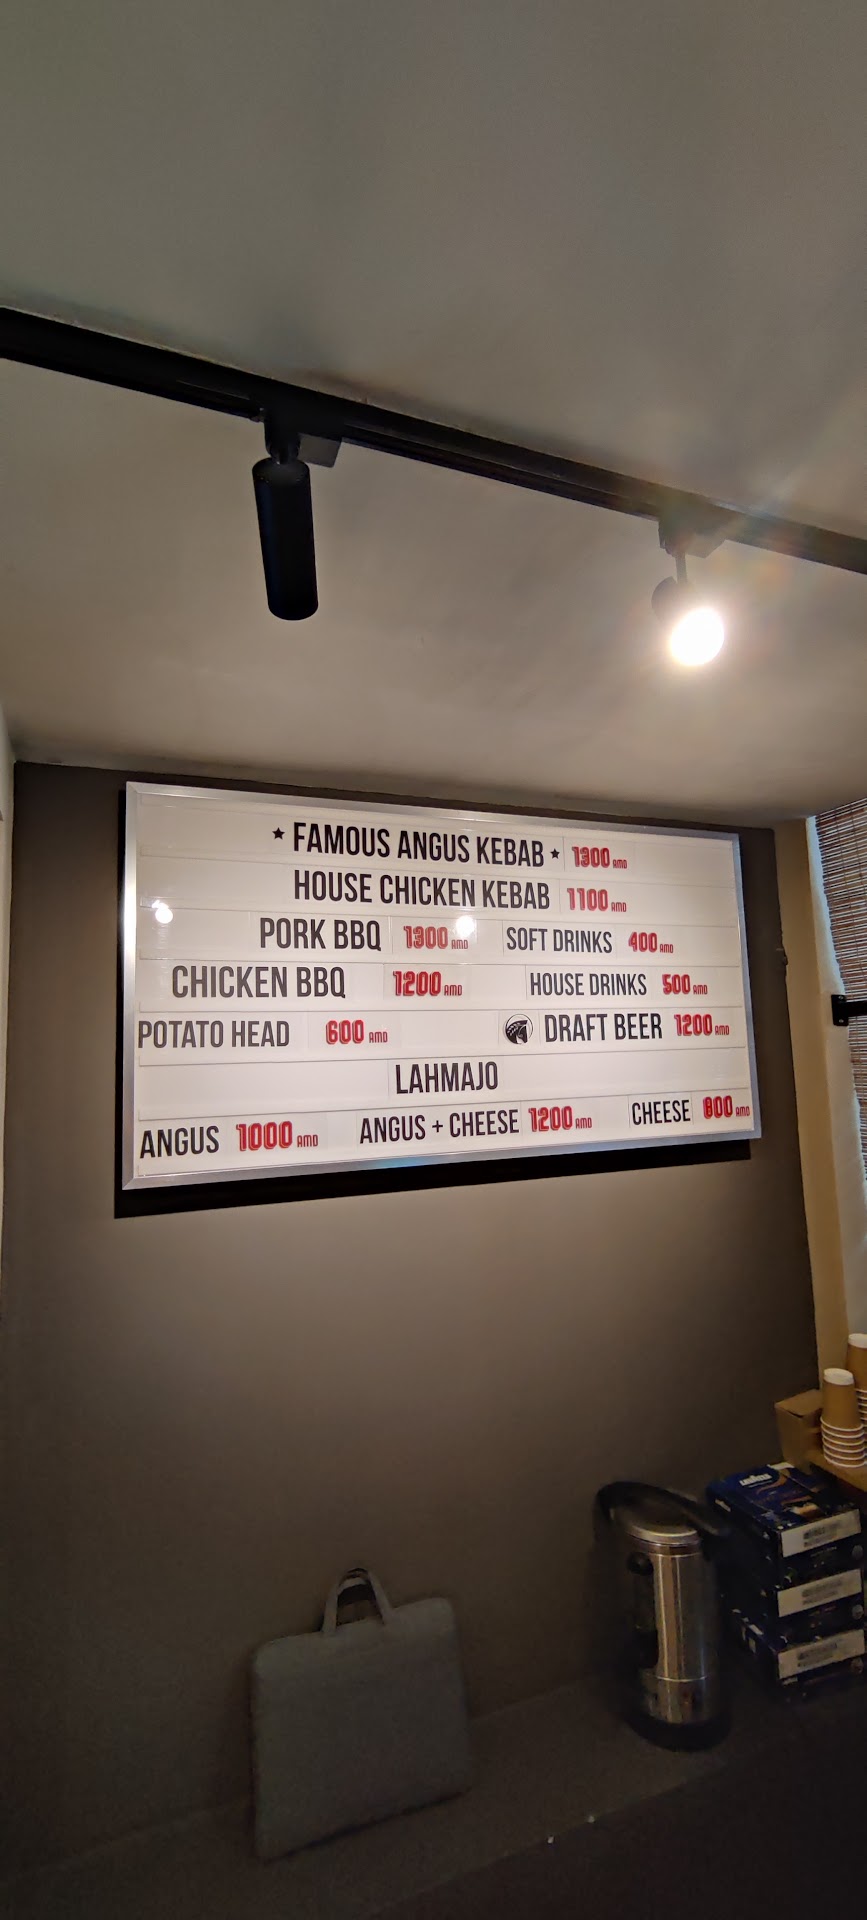 ★ FAMOUS ANGUS KEBAB ★ 1300 AMD
HOUSE CHICKEN KEBAB 1100 AMD
PORK BBQ 1300 AMD SOFT DRINKS 400 AMD
CHICKEN BBQ 1200 AMD HOUSE DRINKS 500 AMD
POTATO HEAD 600 AMD DRAFT BEER 1200 AMD
LAHMAJO
ANGUS 1000 AMD ANGUS + CHEESE 1200 AMD CHEESE 800 AMD
LAVAZZA